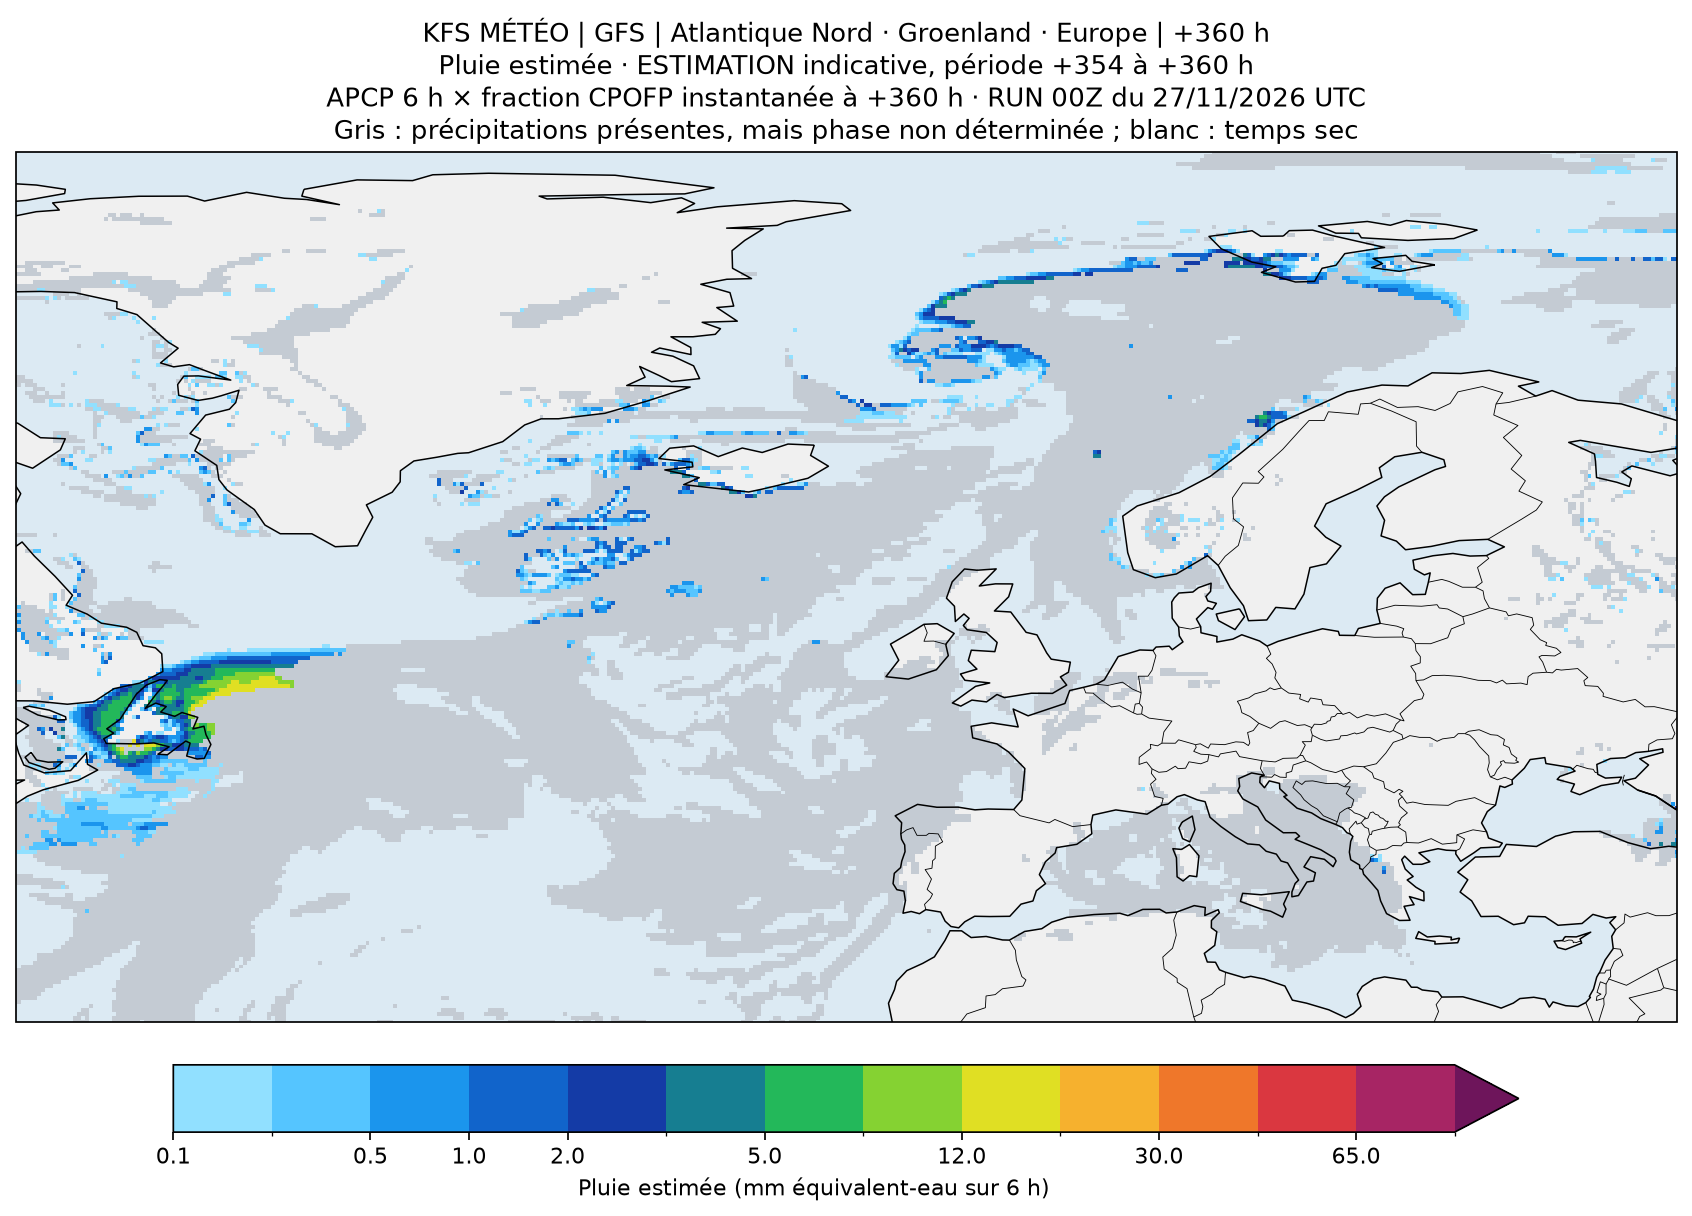 KFS MÉTÉO | GFS | Atlantique Nord · Groenland · Europe | +360 h
Pluie estimée · ESTIMATION indicative, période +354 à +360 h
APCP 6 h × fraction CPOFP instantanée à +360 h · RUN 00Z du 27/11/2026 UTC
Gris : précipitations présentes, mais phase non déterminée ; blanc : temps sec
0.1 0.5 1.0 2.0 5.0 12.0 30.0 65.0
Pluie estimée (mm équivalent-eau sur 6 h)